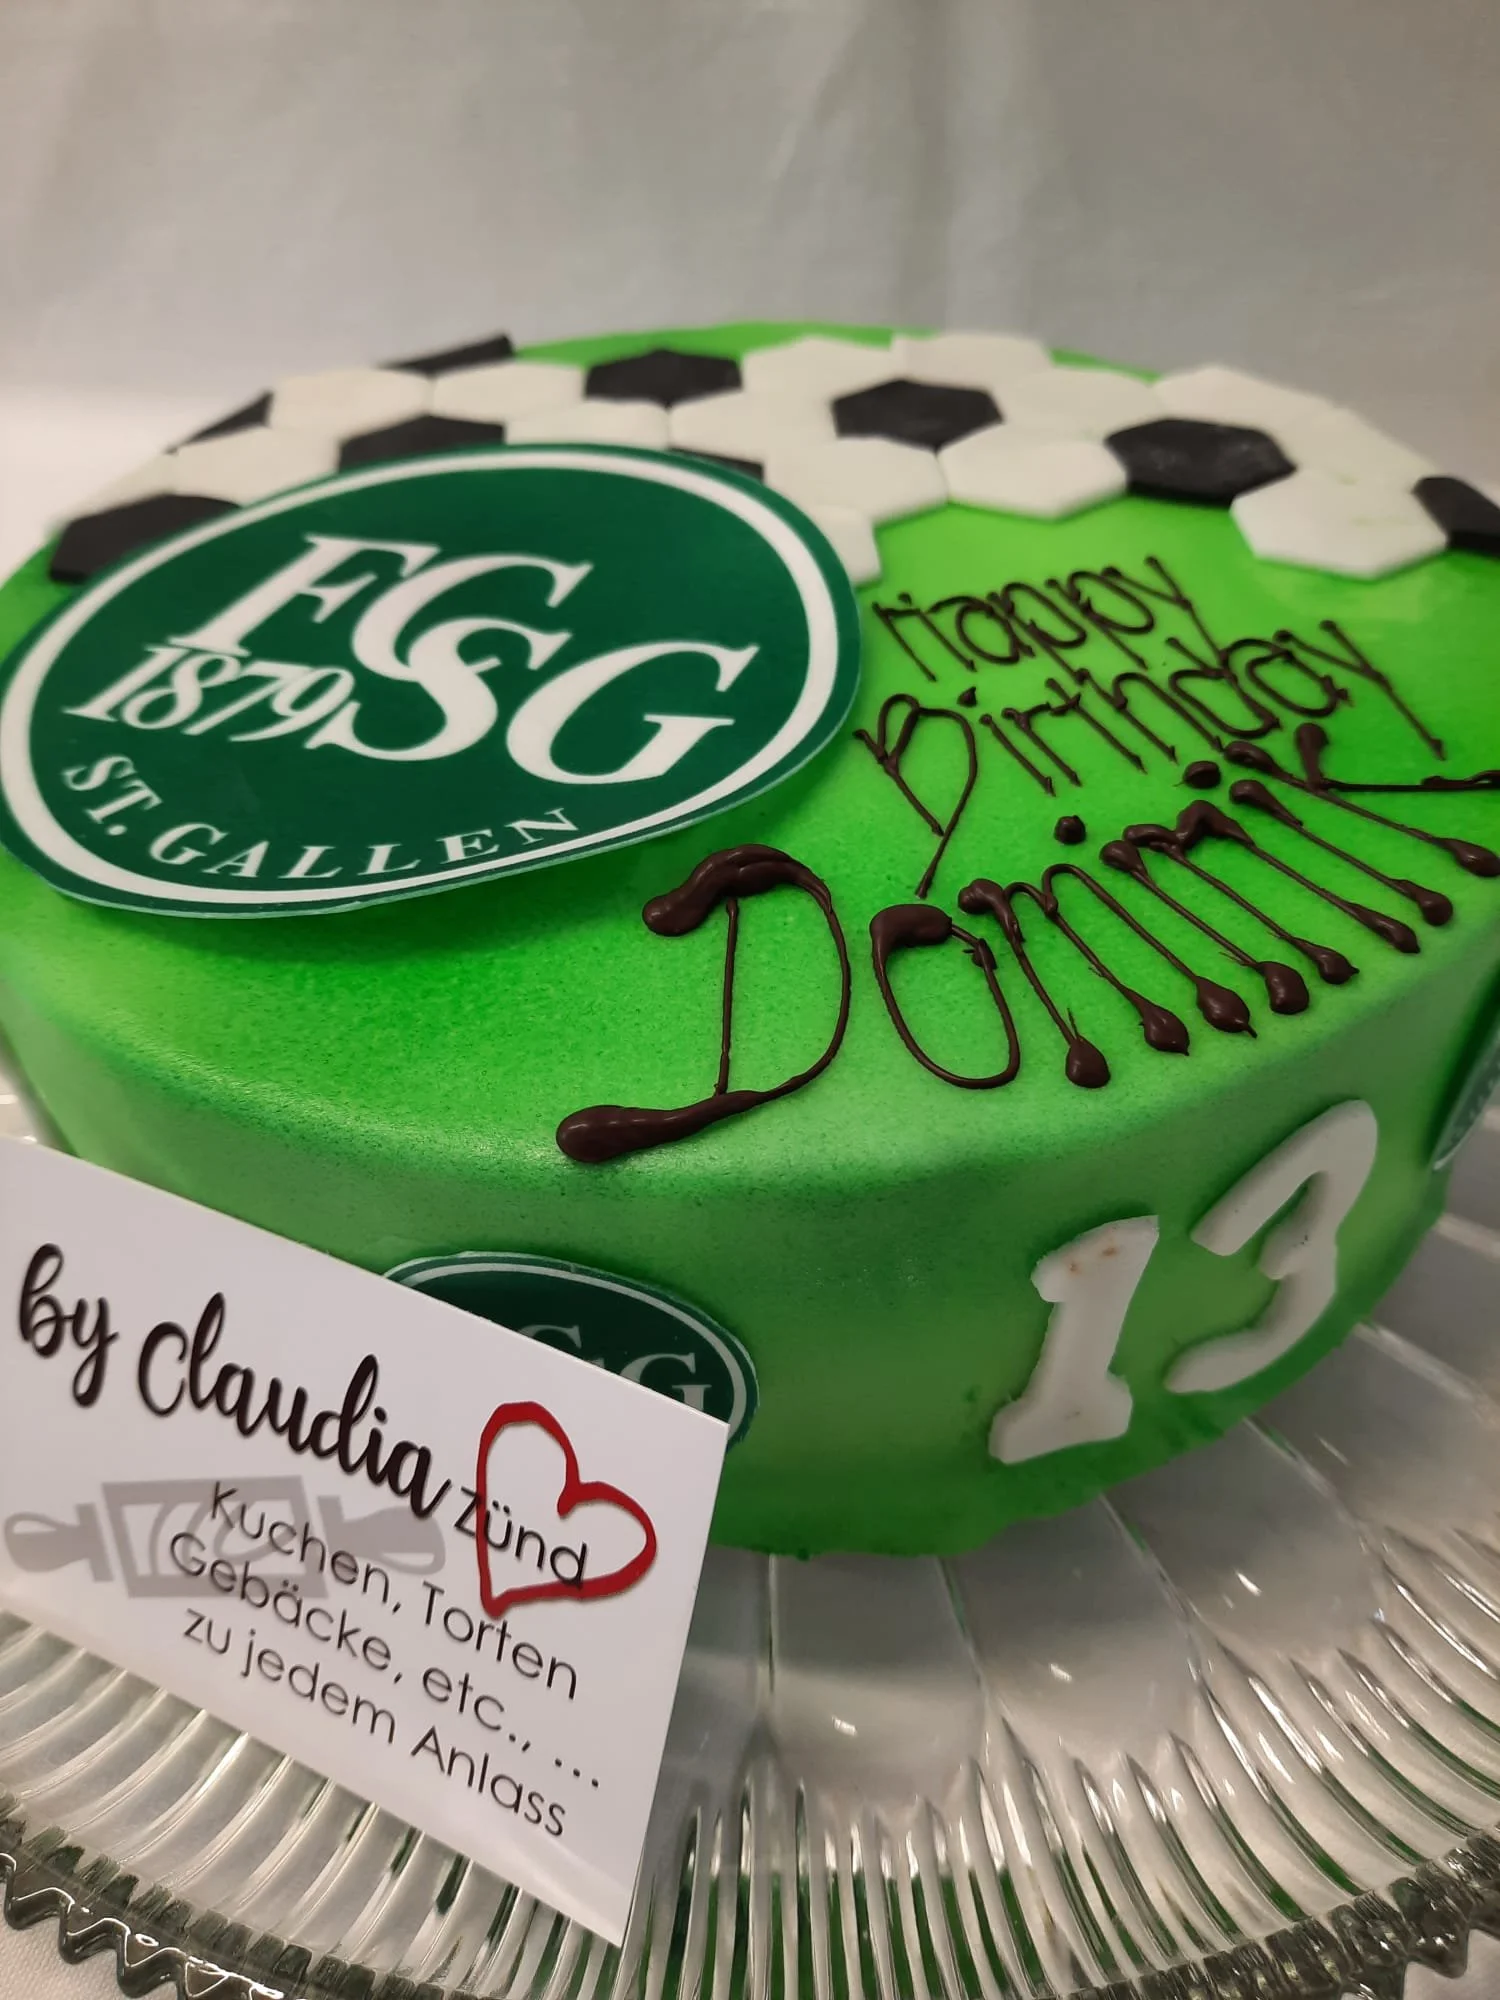 FCSG
1879
ST. GALLEN
Happy
Birthday
Dominik
13
by Claudia Zünd
Kuchen, Torten
Gebäcke, etc., ...
zu jedem Anlass